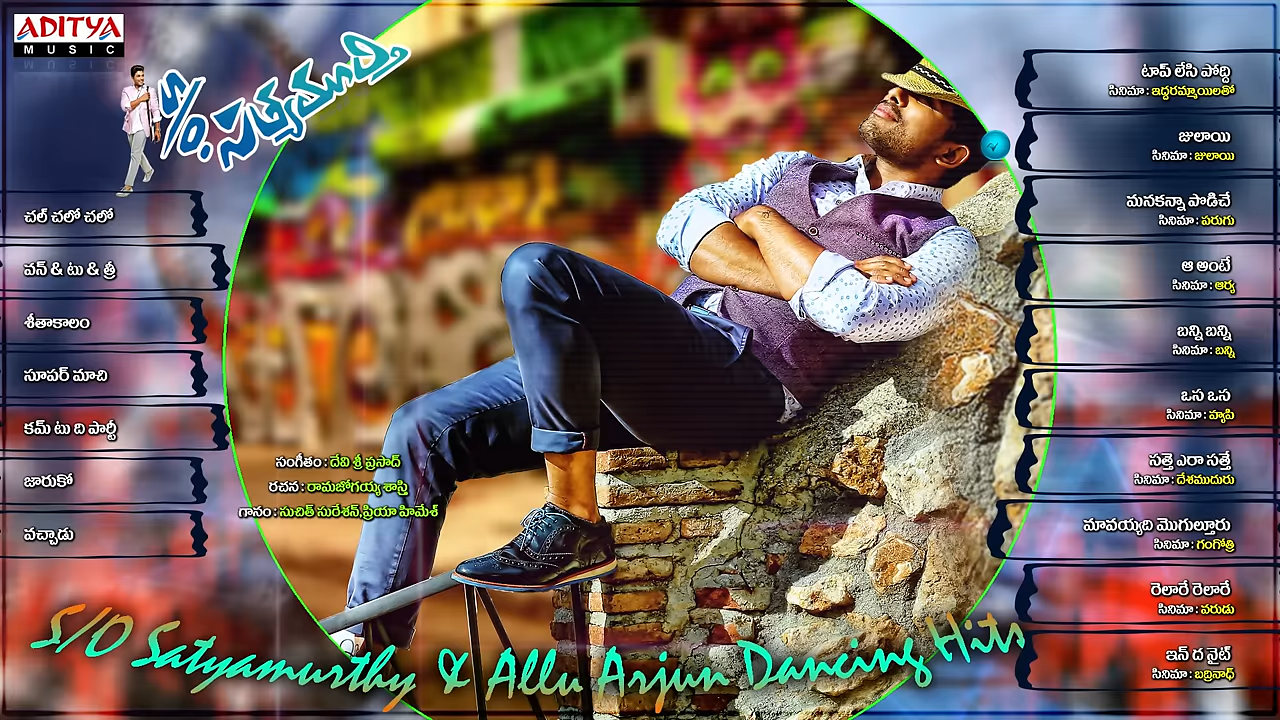 ADITYA
MUSIC
S/o. సత్యమూర్తి
చల్ చలో చలో
వన్ & టు & త్రీ
శీతాకాలం
సూపర్ మాచి
కమ్ టు ది పార్టీ
జారుకో
వచ్చాడు
సంగీతం : దేవి శ్రీ ప్రసాద్
రచన : రామజోగయ్య శాస్త్రి
గానం : సుచిత్ సురేశన్,ప్రియా హిమేశ్
టాప్ లేసి పోద్ది
సినిమా : ఇద్దరమ్మాయిలతో
జులాయి
సినిమా : జులాయి
మనకన్నా పొడిచే
సినిమా : పరుగు
ఆ అంటే
సినిమా : ఆర్య
బన్ని బన్ని
సినిమా : బన్ని
ఒస ఒస
సినిమా : హ్యపి
సత్తె ఎరా సత్తే
సినిమా : దేశముదురు
మావయ్యది మొగుల్తూరు
సినిమా : గంగోత్రి
రెలారే రెలారే
సినిమా : వరుడు
ఇన్ ద నైట్
సినిమా : బద్రినాధ్
S/O Satyamurthy & Allu Arjun Dancing Hits